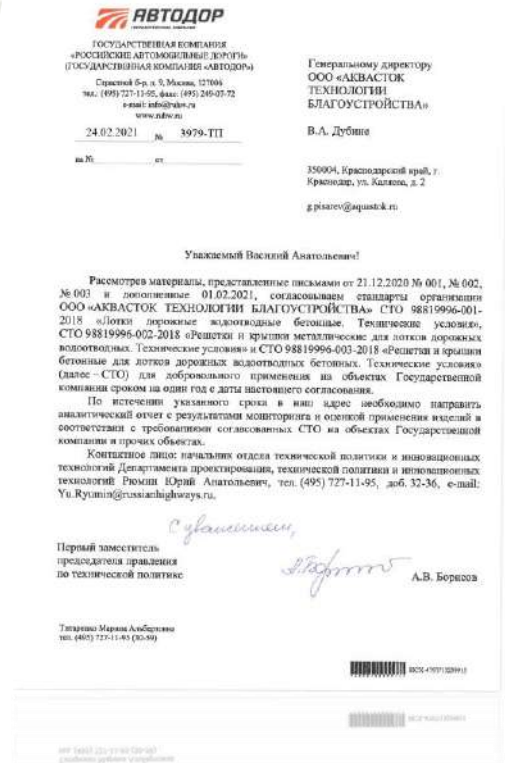 АВТОДОР
ГОСУДАРСТВЕННАЯ КОМПАНИЯ
ГОСУДАРСТВЕННАЯ КОМПАНИЯ
«РОССИЙСКИЕ АВТОМОБИЛЬНЫЕ ДОРОГИ»
(ГОСУДАРСТВЕННАЯ КОМПАНИЯ «АВТОДОР»)
Страстной б-р, д. 9, Москва, 127006
тел.: (495) 727-11-95, факс: (495) 249-07-72
e-mail: info@ruhw.ru
www.ruhw.ru
24.02.2021 № 3979-ТП
на № от
Генеральному директору
ООО «АКВАСТОК
ТЕХНОЛОГИИ
БЛАГОУСТРОЙСТВА»
В.А. Дубине
350004, Краснодарский край, г.
Краснодар, ул. Каляева, д. 2
g.pisarev@aquastok.ru
Уважаемый Василий Анатольевич!
Рассмотрев материалы, представленные письмами от 21.12.2020 № 001, № 002,
№ 003 и дополненные 01.02.2021, согласовываем стандарты организации
ООО «АКВАСТОК ТЕХНОЛОГИИ БЛАГОУСТРОЙСТВА» СТО 98819996-001-
2018 «Лотки дорожные водоотводные бетонные. Технические условия»,
СТО 98819996-002-2018 «Решетки и крышки металлические для лотков дорожных
водоотводных. Технические условия» и СТО 98819996-003-2018 «Решетки и крышки
бетонные для лотков дорожных водоотводных бетонных. Технические условия»
(далее – СТО) для добровольного применения на объектах Государственной
компании сроком на один год с даты настоящего согласования.
По истечении указанного срока в наш адрес необходимо направить
аналитический отчет с результатами мониторинга и оценкой применения изделий в
соответствии с требованиями согласованных СТО на объектах Государственной
компании и прочих объектах.
Контактное лицо: начальник отдела технической политики и инновационных
технологий Департамента проектирования, технической политики и инновационных
технологий Рюмин Юрий Анатольевич, тел. (495) 727-11-95, доб. 32-36, e-mail:
Yu.Ryumin@russianhighways.ru.
С уважением,
Первый заместитель
председателя правления
по технической политике
А.В. Борисов
Титаренко Марина Альбертовна
тел. (495) 727-11-95 (30-59)